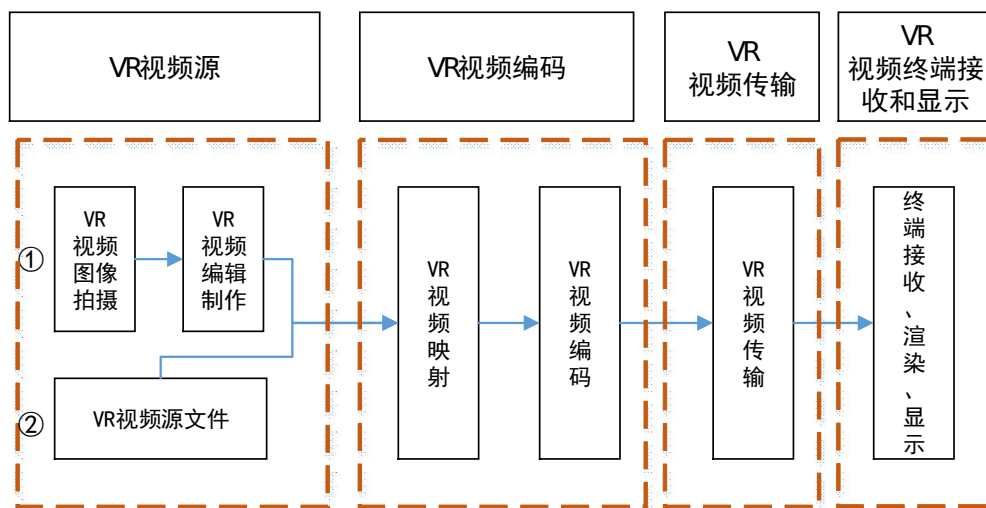 VR视频源
VR视频编码
VR
视频传输
VR
视频终端接
收和显示
①
VR
视频
图像
拍摄
VR
视频
编辑
制作
②
VR视频源文件
VR
视
频
映
射
VR
视
频
编
码
VR
视
频
传
输
终
端
接
收
、
渲
染
、
显
示